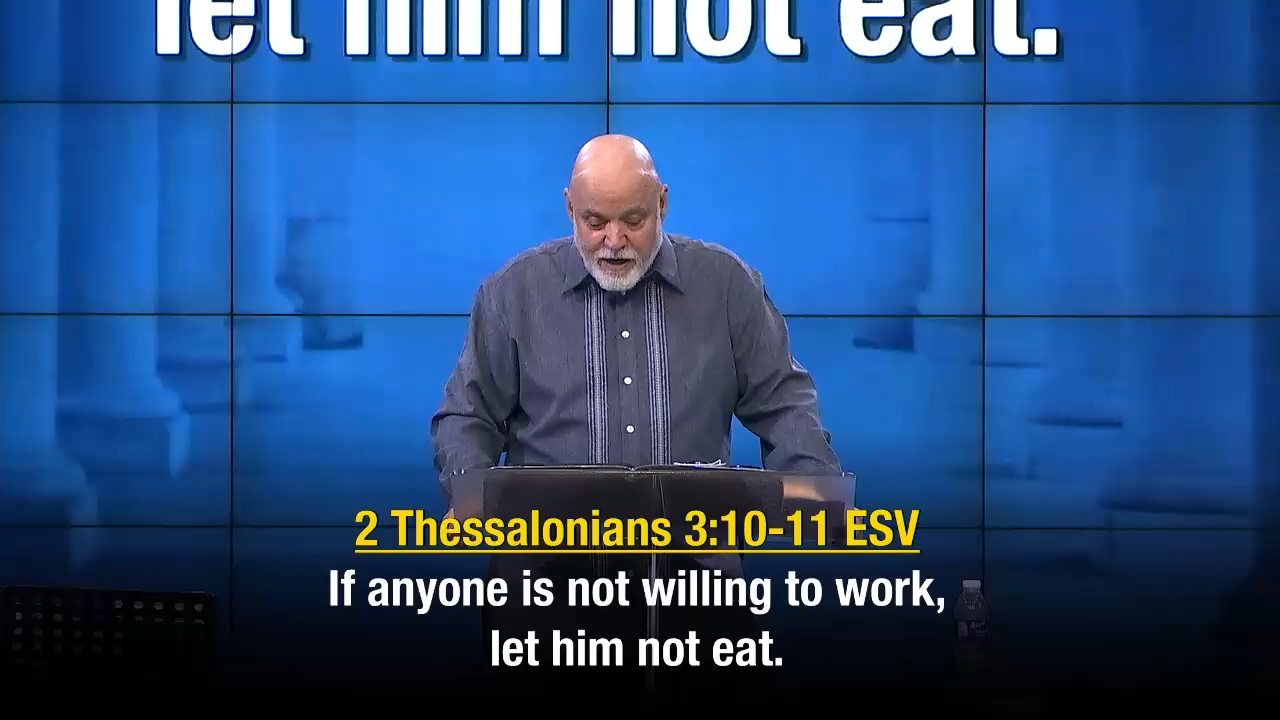 let him not eat.
2 Thessalonians 3:10-11 ESV
If anyone is not willing to work,
let him not eat.